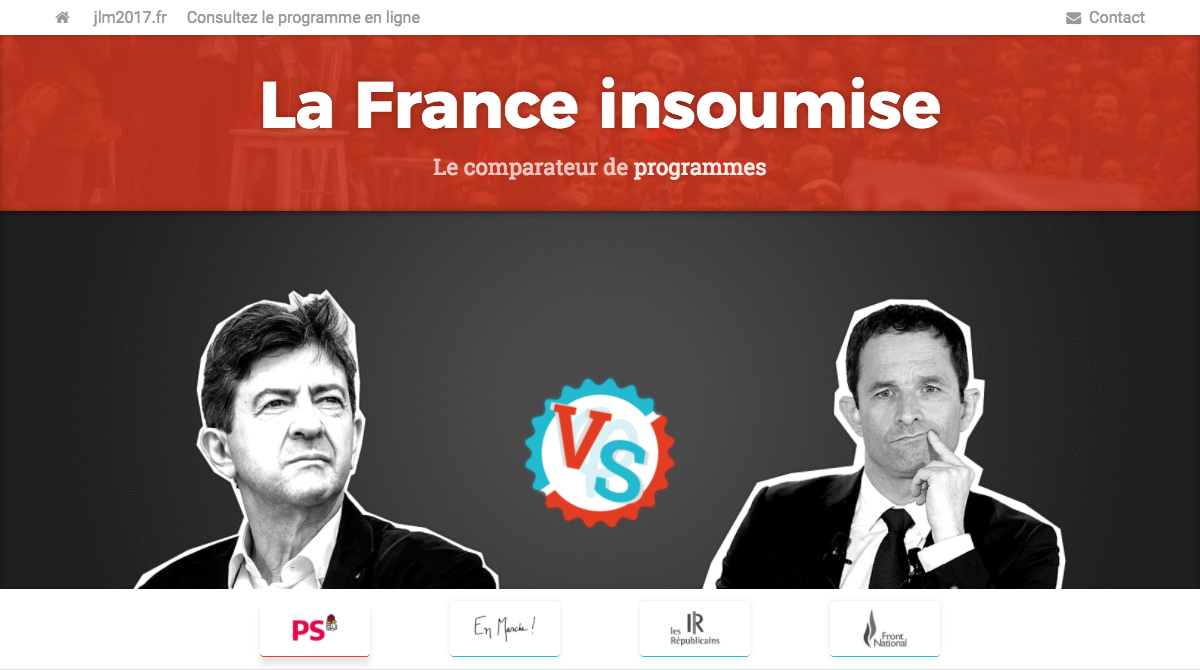 jlm2017.fr Consultez le programme en ligne Contact
La France insoumise
Le comparateur de programmes
VS
PS
En Marche !
lR
les
Républicains
Front
National